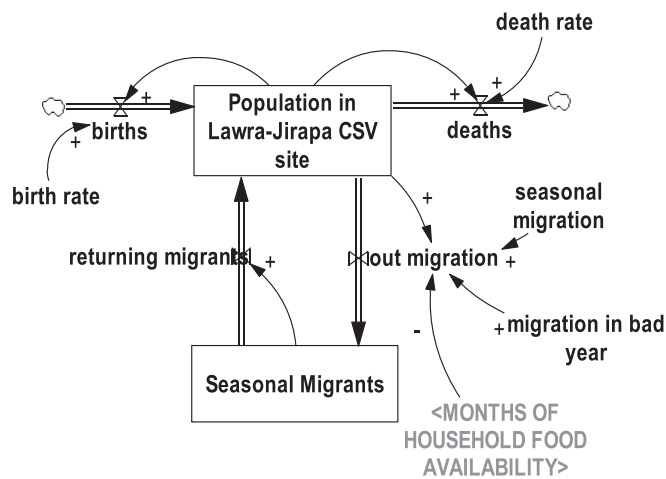 death rate
+
+
+
Population in
Lawra-Jirapa CSV
site
births
deaths
+
birth rate
+
seasonal
migration
returning migrants
+
out migration
+
-
+
migration in bad
year
Seasonal Migrants
<MONTHS OF
HOUSEHOLD FOOD
AVAILABILITY>